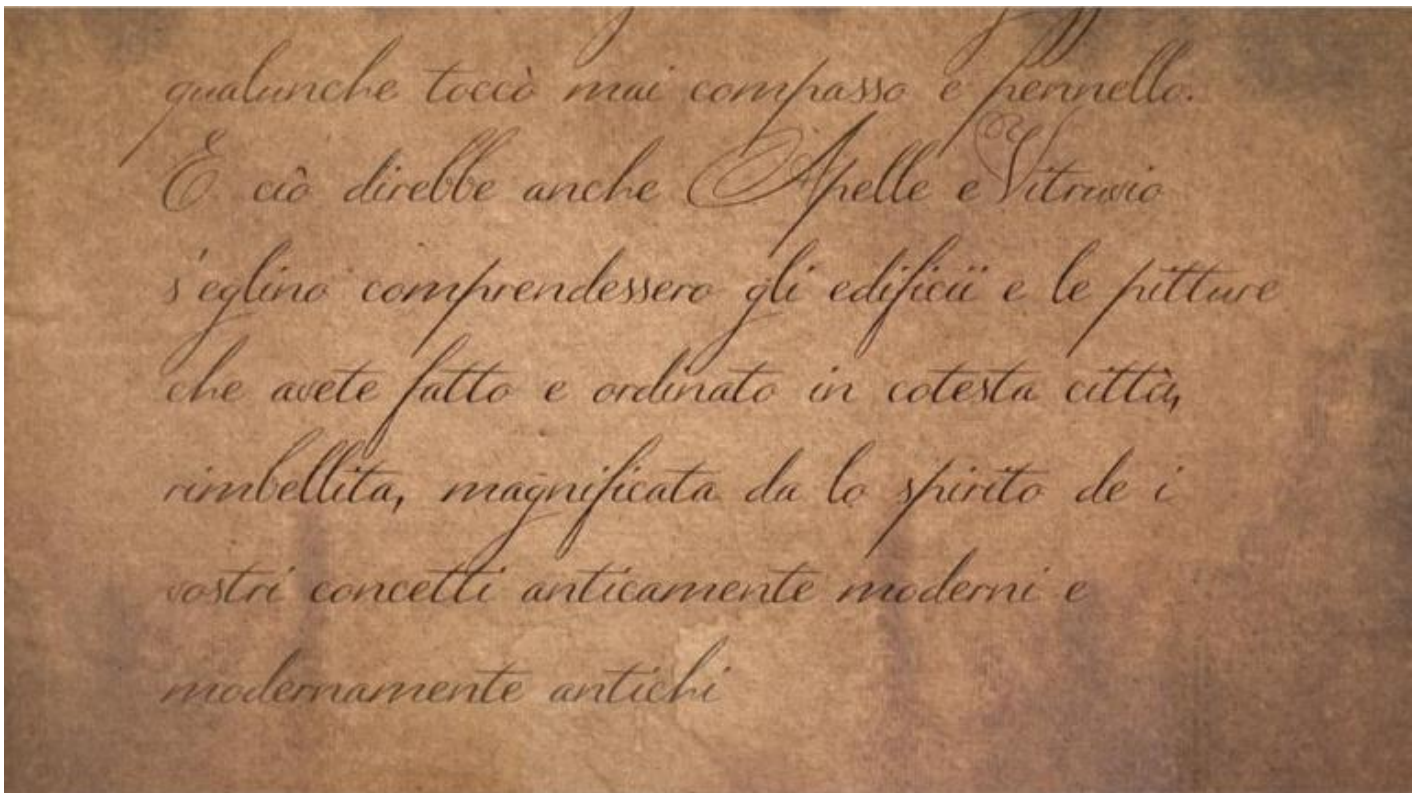 qualunche toccò mai compasso e pennello.
E ciò direbbe anche Apelle e Vitruvio
s'eglino comprendessero gli edificii e le pitture
che avete fatto e ordinato in cotesta città,
rimbellita, magnificata da lo spirito de i
vostri concetti anticamente moderni e
modernamente antichi